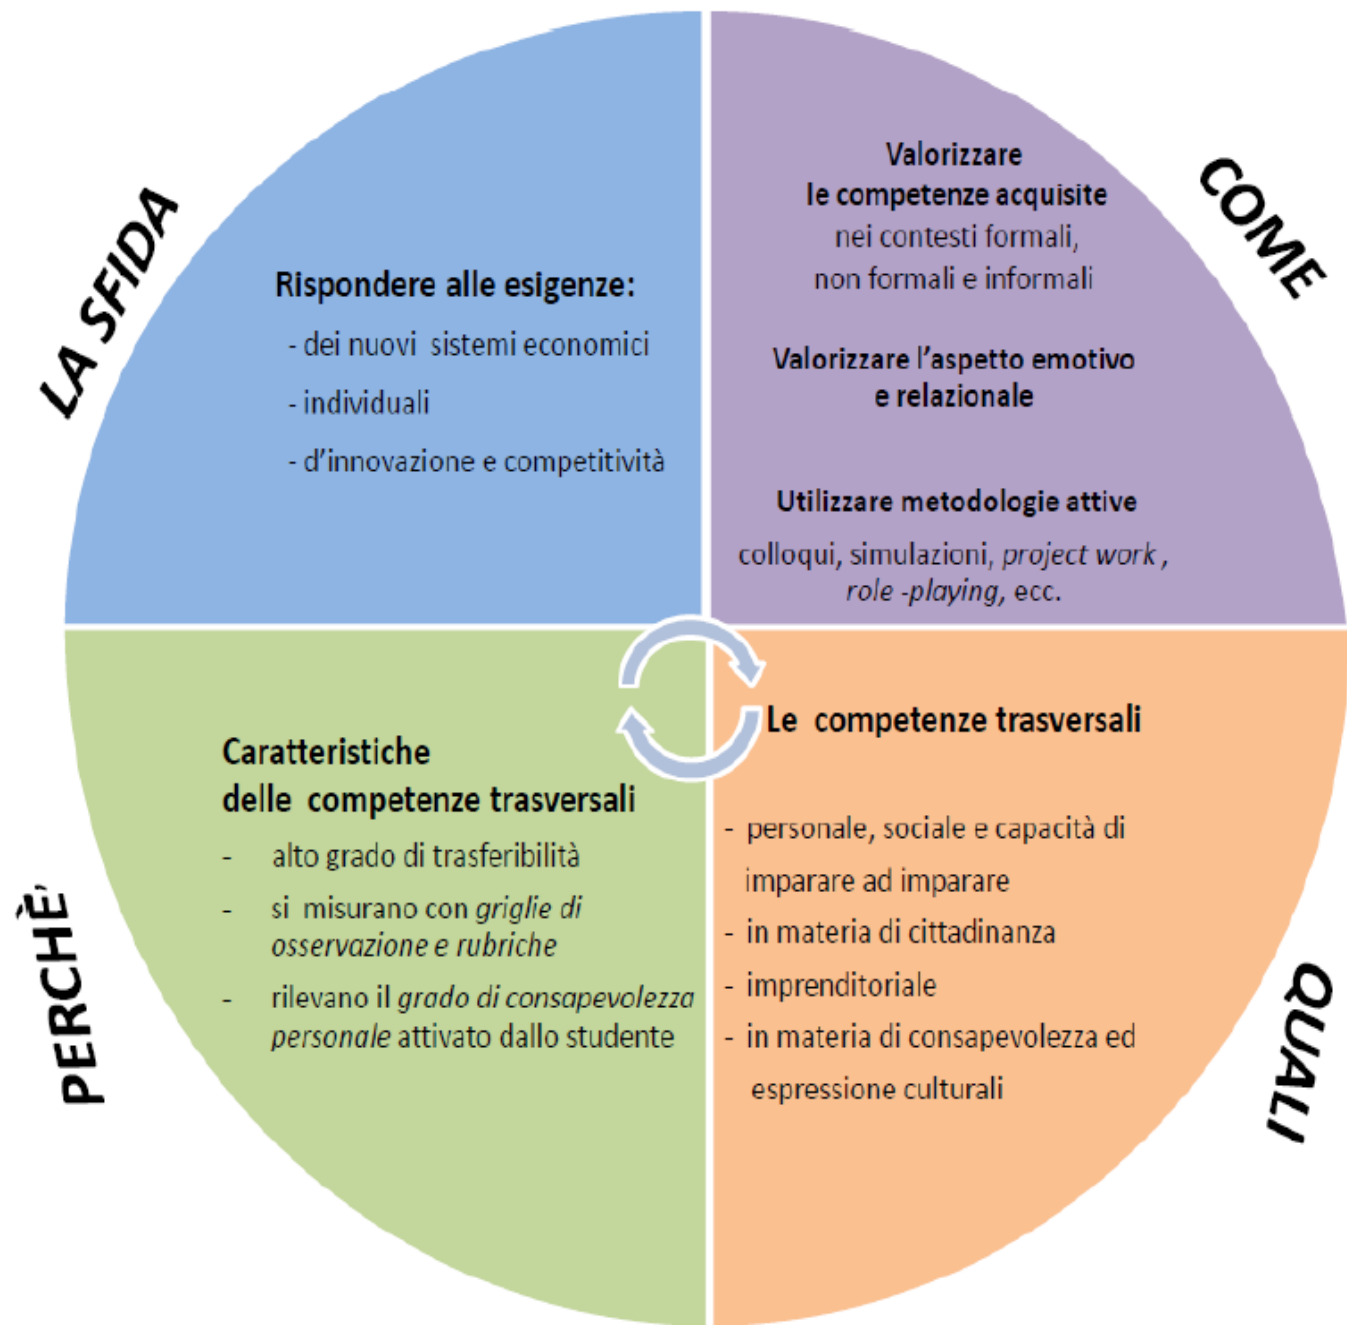 LA SFIDA
Rispondere alle esigenze:
- dei nuovi sistemi economici
- individuali
- d'innovazione e competitività
COME
Valorizzare
le competenze acquisite
nei contesti formali,
non formali e informali
Valorizzare l'aspetto emotivo
e relazionale
Utilizzare metodologie attive
colloqui, simulazioni, project work ,
role -playing, ecc.
PERCHÈ'
Caratteristiche
delle competenze trasversali
- alto grado di trasferibilità
- si misurano con griglie di
osservazione e rubriche
- rilevano il grado di consapevolezza
personale attivato dallo studente
QUALI
Le competenze trasversali
- personale, sociale e capacità di
imparare ad imparare
- in materia di cittadinanza
- imprenditoriale
- in materia di consapevolezza ed
espressione culturali